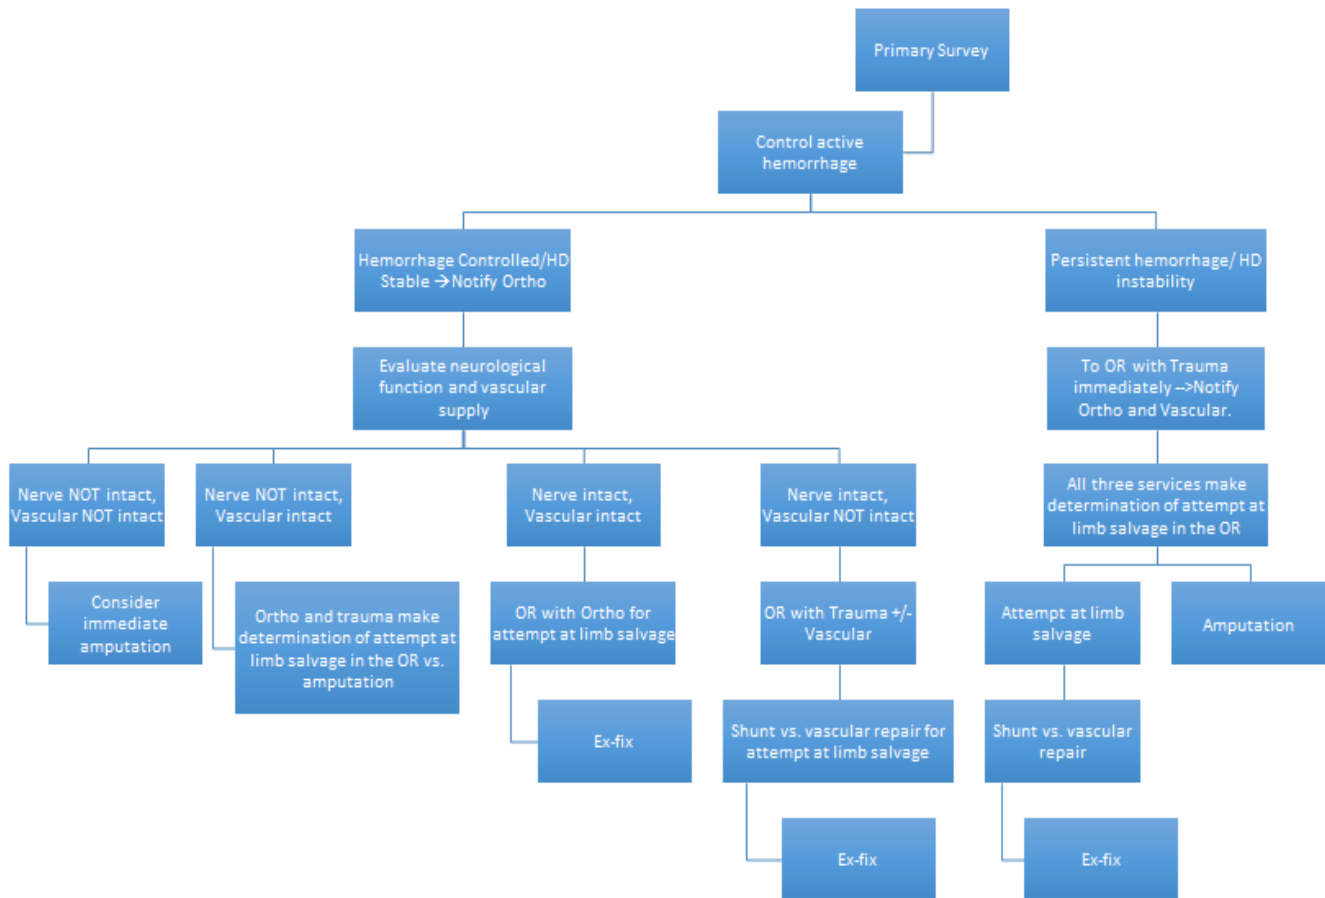 Primary Survey
Control active
hemorrhage
Hemorrhage Controlled/HD
Stable →Notify Ortho
Persistent hemorrhage/ HD
instability
Evaluate neurological
function and vascular
supply
To OR with Trauma
immediately –>Notify
Ortho and Vascular.
Nerve NOT intact,
Vascular NOT intact
Nerve NOT intact,
Vascular intact
Nerve intact,
Vascular intact
Nerve intact,
Vascular NOT intact
All three services make
determination of attempt at
limb salvage in the OR
Consider
immediate
amputation
Ortho and trauma make
determination of attempt at
limb salvage in the OR vs.
amputation
OR with Ortho for
attempt at limb salvage
OR with Trauma +/-
Vascular
Attempt at limb
salvage
Amputation
Ex-fix
Shunt vs. vascular repair for
attempt at limb salvage
Shunt vs. vascular
repair
Ex-fix
Ex-fix